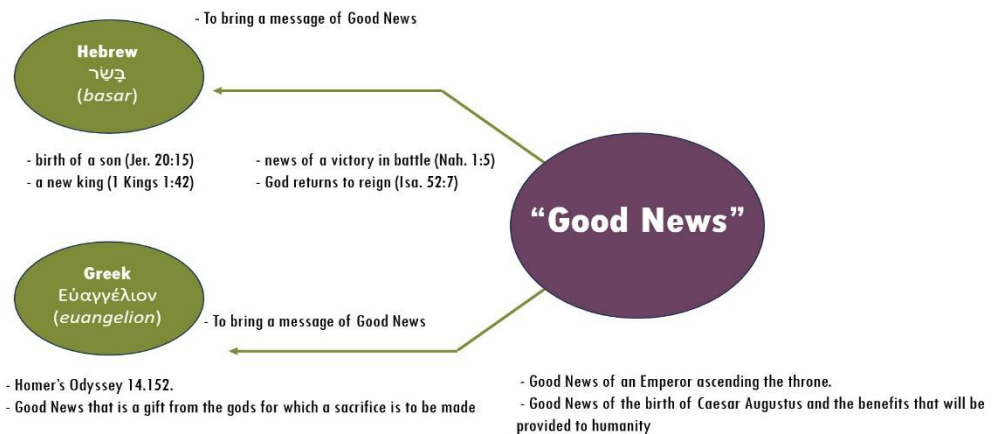 - To bring a message of Good News
Hebrew
בָּשַׂר
(basar)
- birth of a son (Jer. 20:15)
- a new king (1 Kings 1:42)
- news of a victory in battle (Nah. 1:5)
- God returns to reign (Isa. 52:7)
“Good News”
Greek
Εὐαγγέλιον
(euangelion)
- To bring a message of Good News
- Homer’s Odyssey 14.152.
- Good News that is a gift from the gods for which a sacrifice is to be made
- Good News of an Emperor ascending the throne.
- Good News of the birth of Caesar Augustus and the benefits that will be
provided to humanity